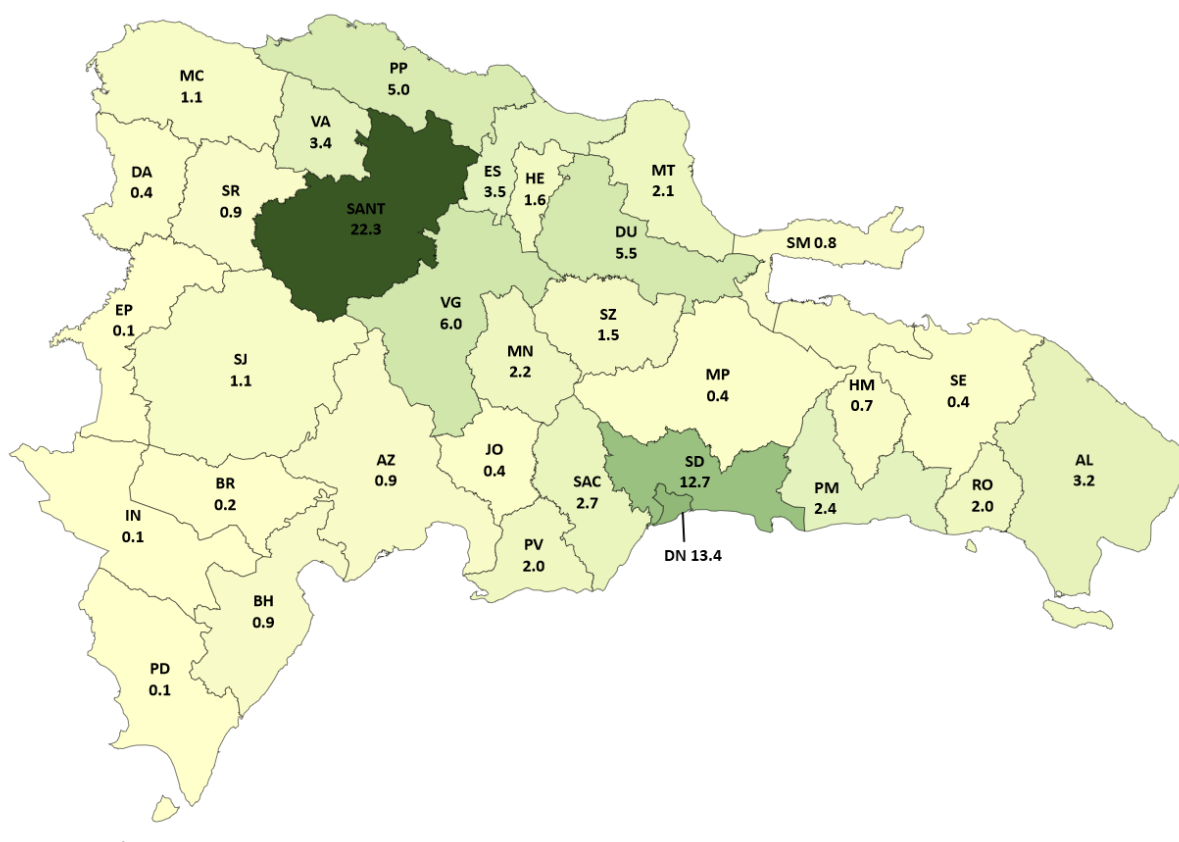 PP
5.0
MC
1.1
VA
3.4
DA
0.4
SR
0.9
SANT
22.3
ES
3.5
HE
1.6
MT
2.1
DU
5.5
SM 0.8
EP
0.1
VG
6.0
SZ
1.5
SJ
1.1
MN
2.2
MP
0.4
HM
0.7
SE
0.4
AZ
0.9
JO
0.4
SD
12.7
AL
3.2
BR
0.2
SAC
2.7
PM
2.4
RO
2.0
IN
0.1
PV
2.0
DN 13.4
BH
0.9
PD
0.1